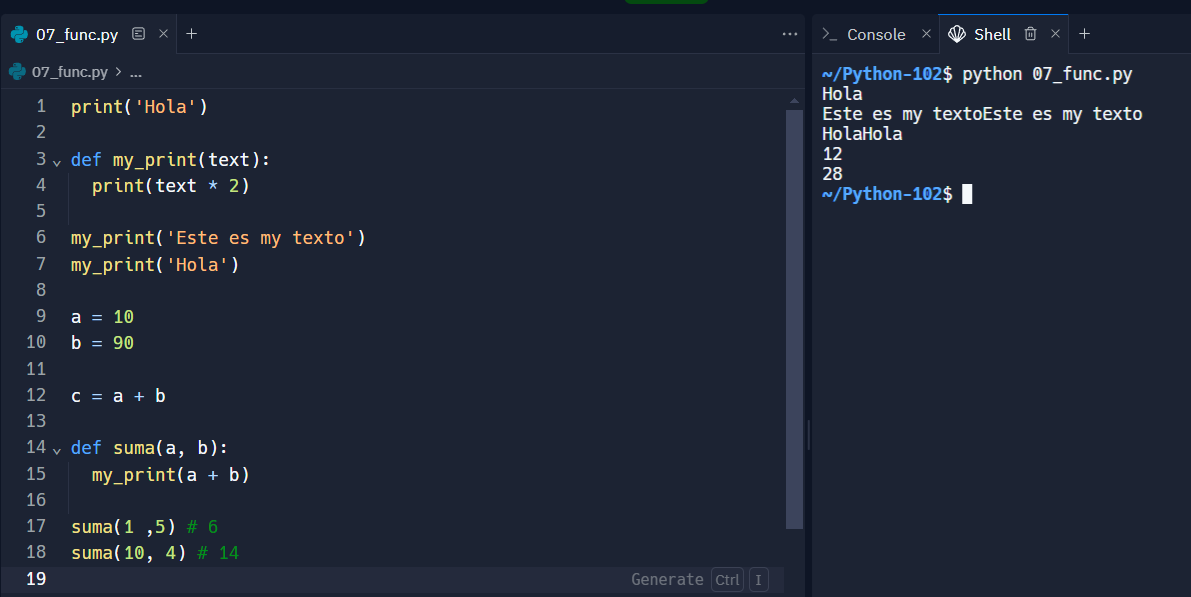 07_func.py
07_func.py > ...
1 print('Hola')
2
3 def my_print(text):
4   print(text * 2)
5
6 my_print('Este es my texto')
7 my_print('Hola')
8
9 a = 10
10 b = 90
11
12 c = a + b
13
14 def suma(a, b):
15   my_print(a + b)
16
17 suma(1 ,5) # 6
18 suma(10, 4) # 14
19
Generate Ctrl I
Console
Shell
~/Python-102$ python 07_func.py
Hola
Este es my textoEste es my texto
HolaHola
12
28
~/Python-102$